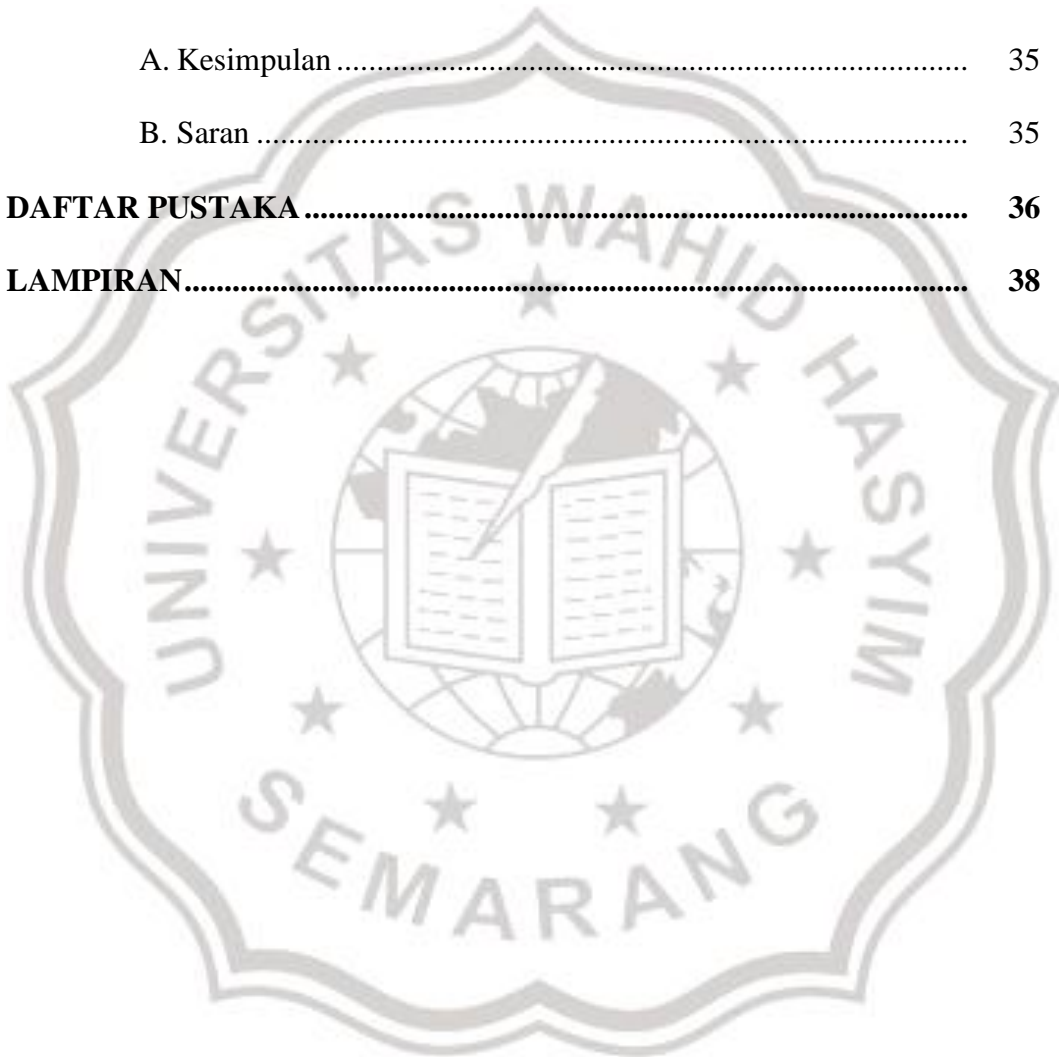 A. Kesimpulan ................................................................................ 35
B. Saran .......................................................................................... 35
DAFTAR PUSTAKA ................................................................................ 36
LAMPIRAN ................................................................................................ 38
UNIVERSITAS WAHID HASYIM
SEMARANG